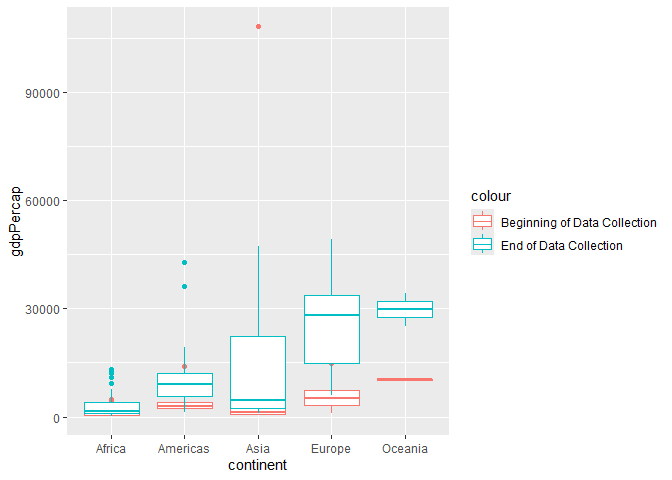 90000
60000
30000
0
gdpPercap
Africa Americas Asia Europe Oceania
continent
colour
Beginning of Data Collection
End of Data Collection